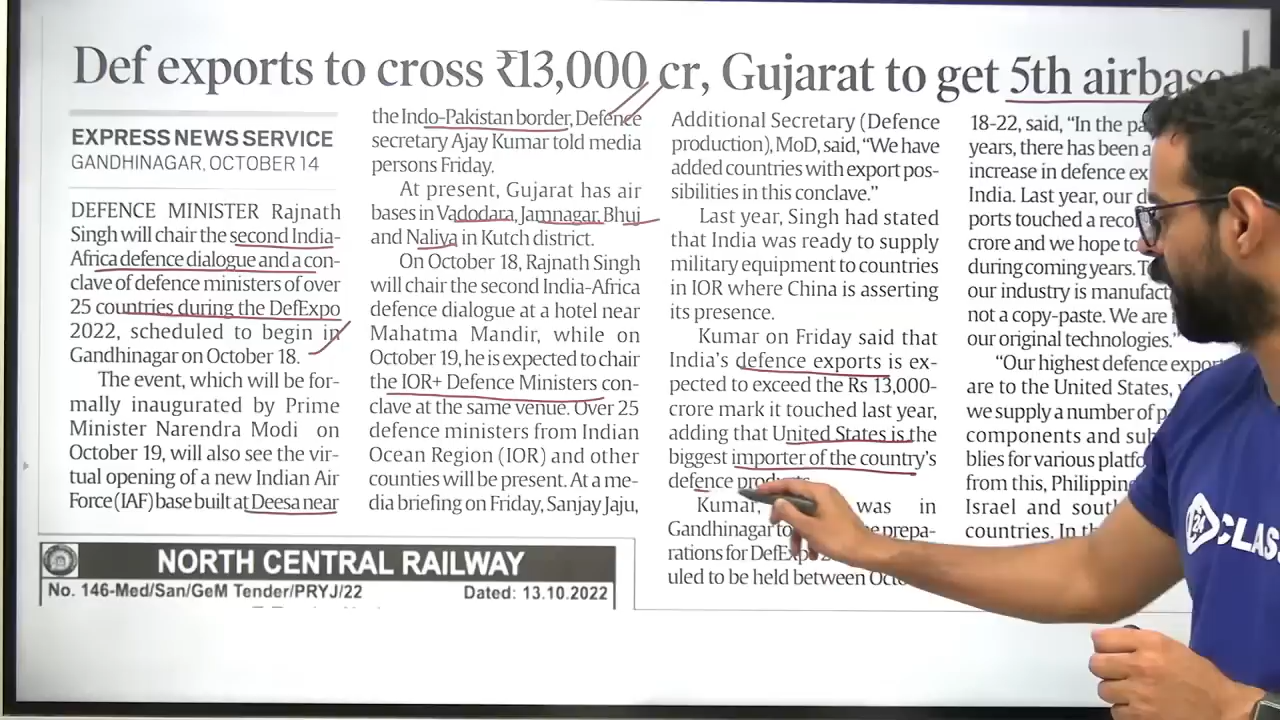 Def exports to cross ₹13,000 cr, Gujarat to get 5th airbase
EXPRESS NEWS SERVICE
GANDHINAGAR, OCTOBER 14
DEFENCE MINISTER Rajnath
Singh will chair the second India-
Africa defence dialogue and a con-
clave of defence ministers of over
25 countries during the DefExpo
2022, scheduled to begin in
Gandhinagar on October 18.
The event, which will be for-
mally inaugurated by Prime
Minister Narendra Modi on
October 19, will also see the vir-
tual opening of a new Indian Air
Force (IAF) base built at Deesa near
the Indo-Pakistan border, Defence
secretary Ajay Kumar told media
persons Friday.
At present, Gujarat has air
bases in Vadodara, Jamnagar, Bhuj
and Naliya in Kutch district.
On October 18, Rajnath Singh
will chair the second India-Africa
defence dialogue at a hotel near
Mahatma Mandir, while on
October 19, he is expected to chair
the IOR+ Defence Ministers con-
clave at the same venue. Over 25
defence ministers from Indian
Ocean Region (IOR) and other
counties will be present. At a me-
dia briefing on Friday, Sanjay Jaju,
Additional Secretary (Defence
production), MoD, said, “We have
added countries with export pos-
sibilities in this conclave.”
Last year, Singh had stated
that India was ready to supply
military equipment to countries
in IOR where China is asserting
its presence.
Kumar on Friday said that
India’s defence exports is ex-
pected to exceed the Rs 13,000-
crore mark it touched last year,
adding that United States is the
biggest importer of the country’s
defence products.
Kumar, was in
Gandhinagar to prepa-
rations for DefExpo
uled to be held between
18-22, said, “In the
years, there has been a
increase in defence
India. Last year, our
ports touched a
crore and we hope to
during coming years.
our industry is
not a copy-paste. We are
our original technologies.”
“Our highest defence export
are to the United States,
we supply a number of
components and
blies for various
from this,
Israel and
countries. In
NORTH CENTRAL RAILWAY
No. 146-Med/San/GeM Tender/PRYJ/22 Dated: 13.10.2022
24